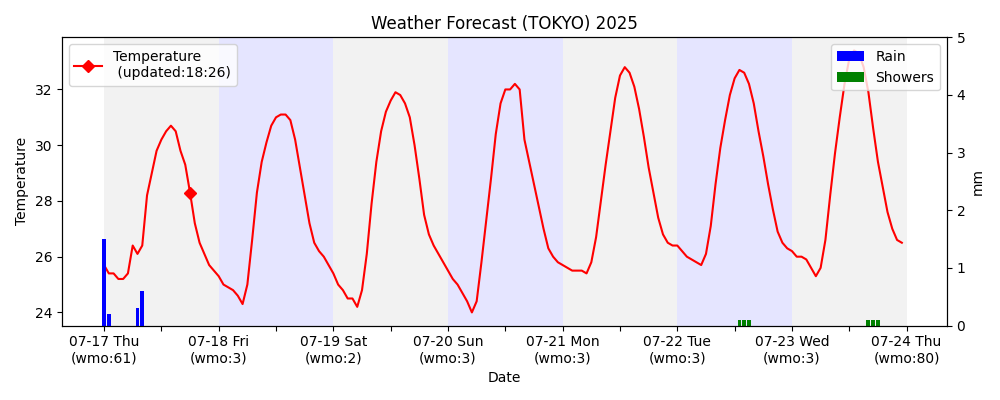 Weather Forecast (TOKYO) 2025
Temperature
(updated:18:26)
Rain
Showers
Temperature
32
30
28
26
24
5
4
3
2
1
0
mm
07-17 Thu
(wmo:61)
07-18 Fri
(wmo:3)
07-19 Sat
(wmo:2)
07-20 Sun
(wmo:3)
07-21 Mon
(wmo:3)
07-22 Tue
(wmo:3)
07-23 Wed
(wmo:3)
07-24 Thu
(wmo:80)
Date